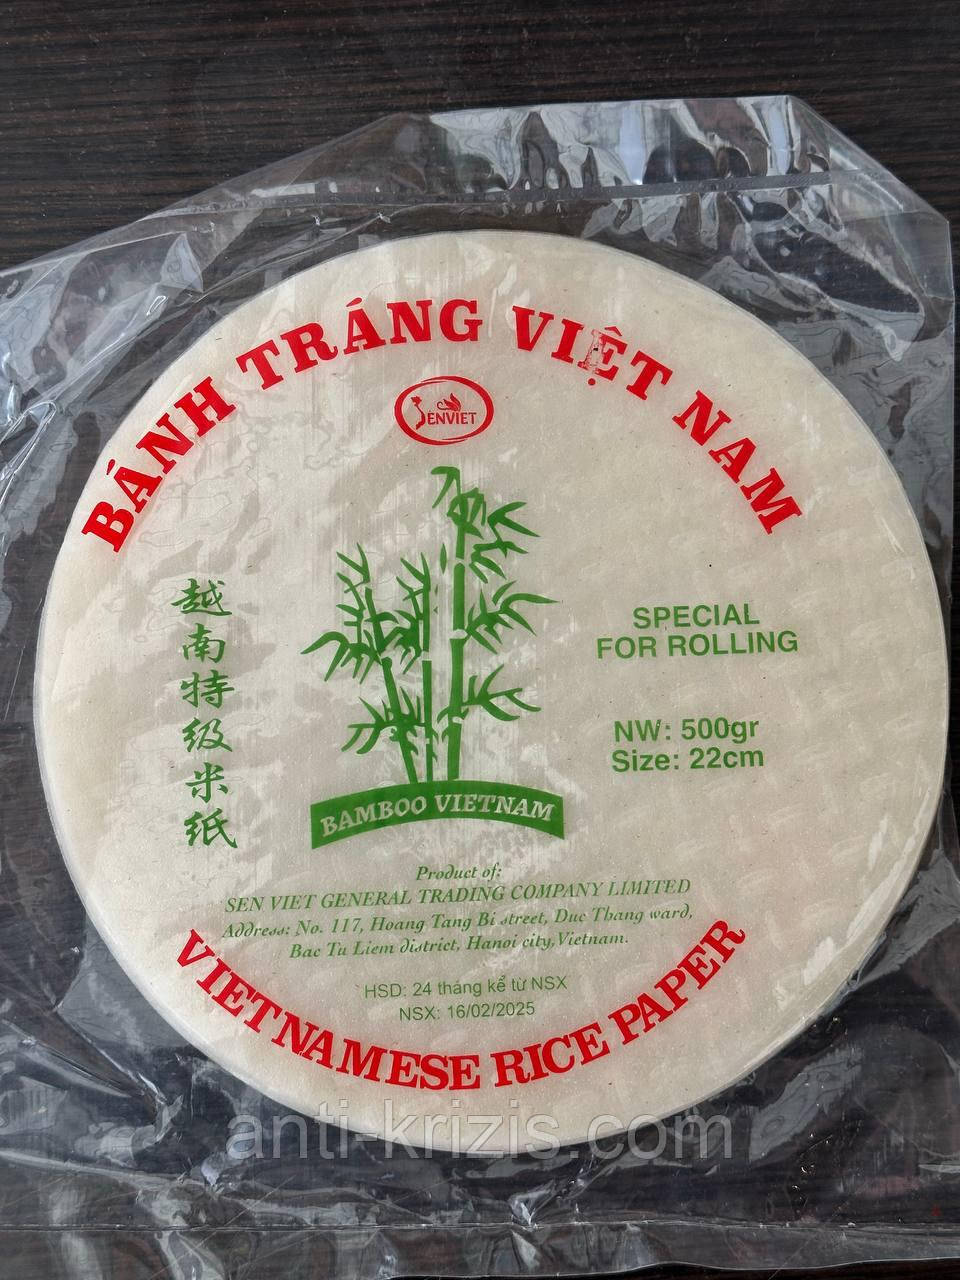 BÁNH TRÁNG VIỆT NAM
SENVIET
越南特级米纸
SPECIAL
FOR ROLLING
NW: 500gr
Size: 22cm
BAMBOO VIETNAM
Product of:
SEN VIET GENERAL TRADING COMPANY LIMITED
Address: No. 117, Hoang Tang Bi street, Duc Thang ward,
Bac Tu Liem district, Hanoi city, Vietnam.
HSD: 24 tháng kể từ NSX
NSX: 16/02/2025
VIETNAMESE RICE PAPER
anti-krizis.com